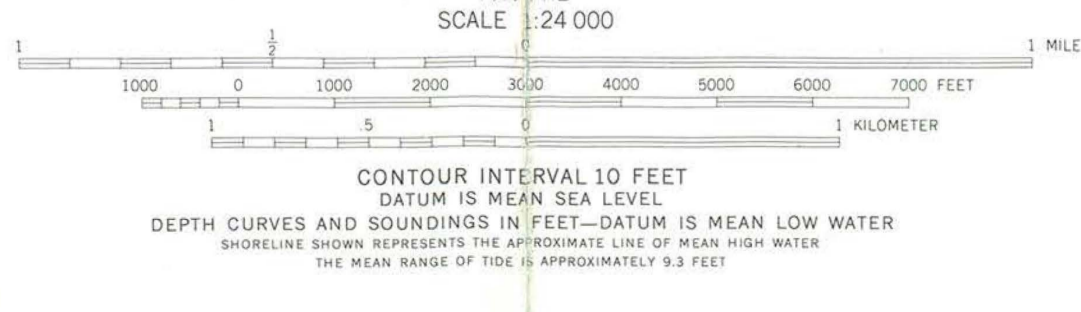 SCALE 1:24 000
1 ½ 0 1 MILE
1000 0 1000 2000 3000 4000 5000 6000 7000 FEET
1 .5 0 1 KILOMETER
CONTOUR INTERVAL 10 FEET
DATUM IS MEAN SEA LEVEL
DEPTH CURVES AND SOUNDINGS IN FEET—DATUM IS MEAN LOW WATER
SHORELINE SHOWN REPRESENTS THE APPROXIMATE LINE OF MEAN HIGH WATER
THE MEAN RANGE OF TIDE IS APPROXIMATELY 9.3 FEET